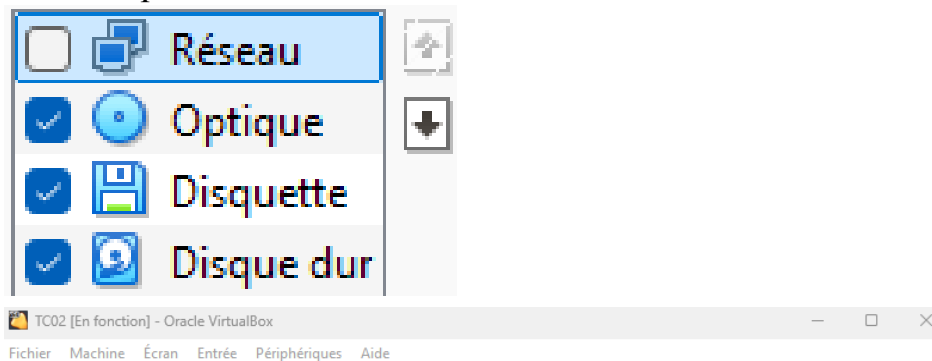 Réseau
Optique
Disquette
Disque dur
TC02 [En fonction] - Oracle VirtualBox
Fichier Machine Écran Entrée Périphériques Aide